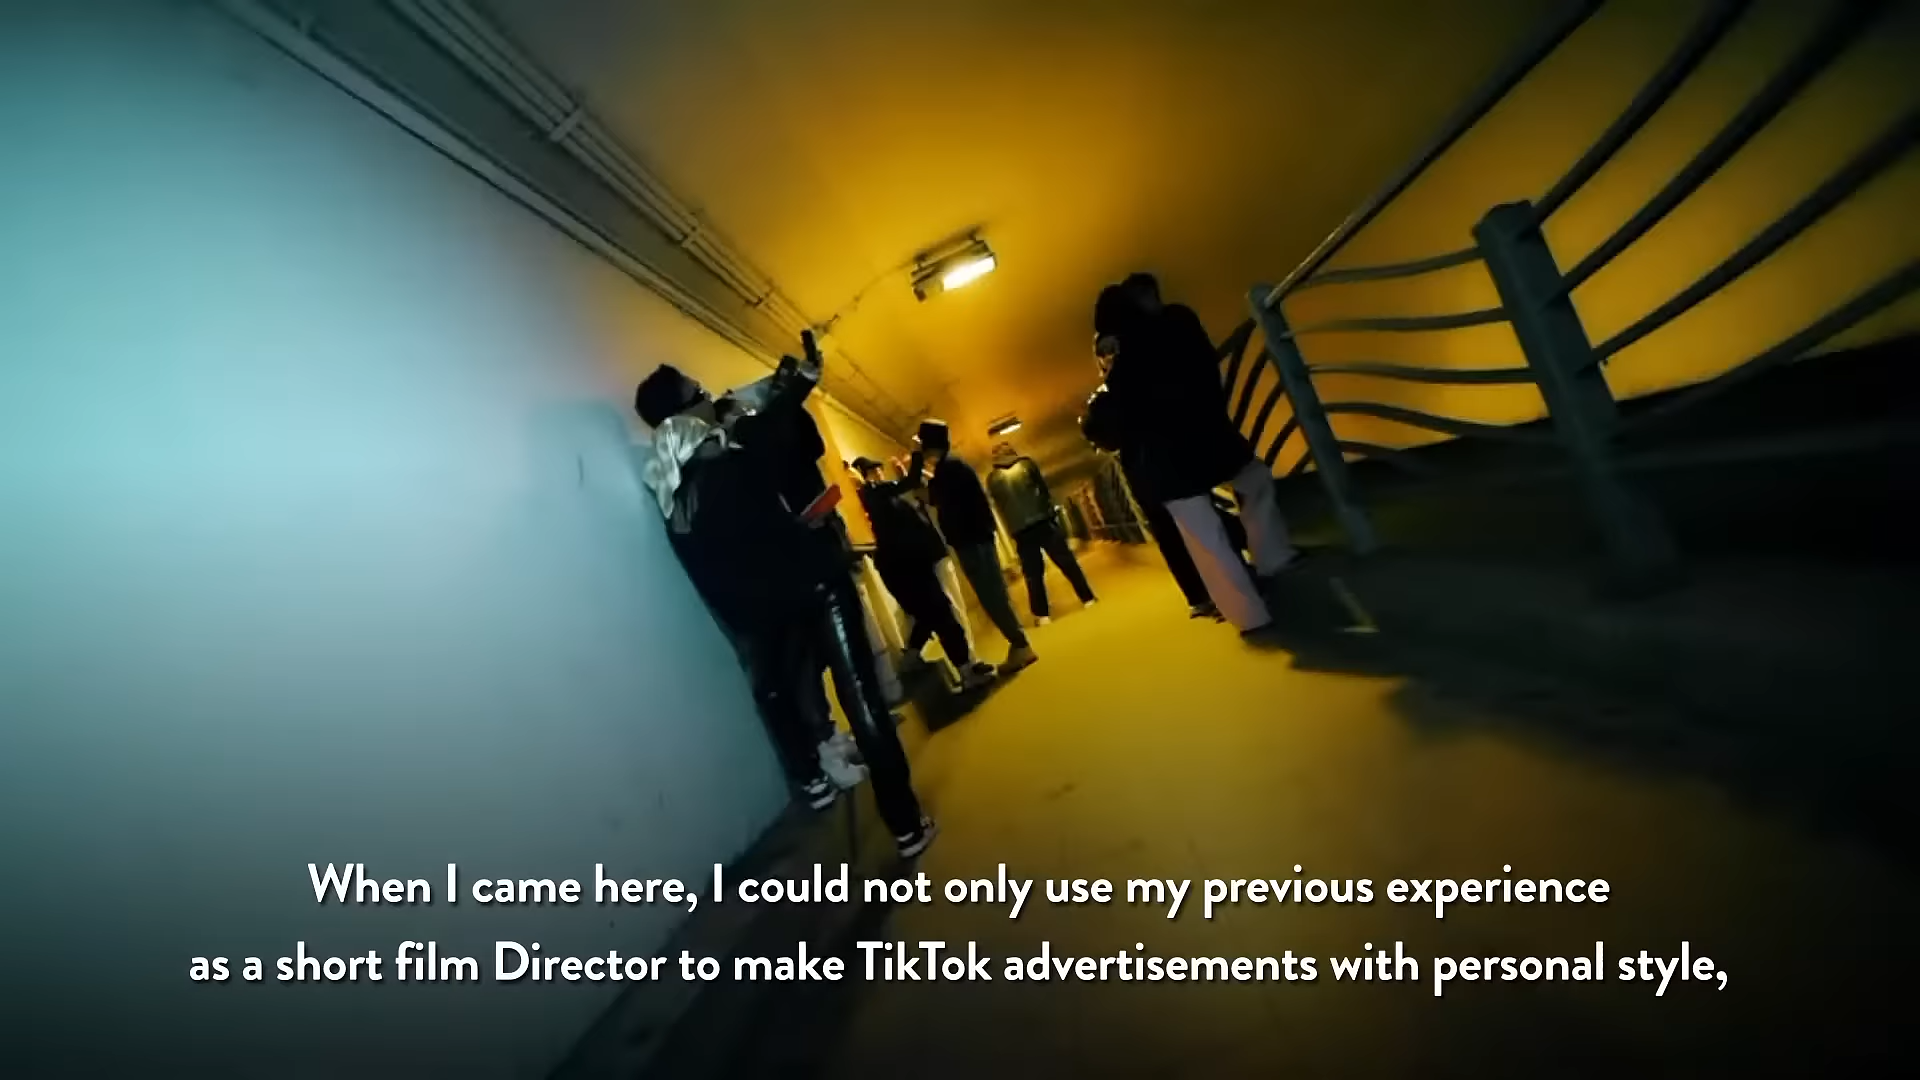 When I came here, I could not only use my previous experience
as a short film Director to make TikTok advertisements with personal style,